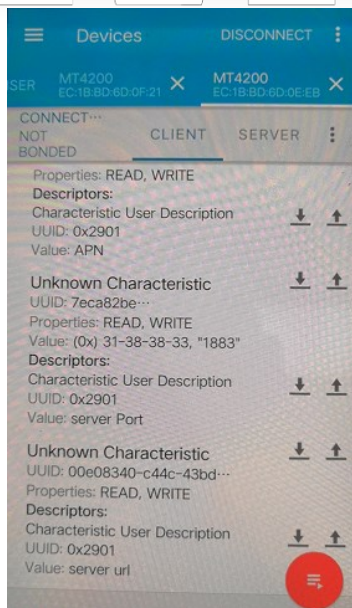 Devices
DISCONNECT
SER
MT4200
EC:1B:BD:6D:0F:21
MT4200
EC:1B:BD:6D:0E:EB
CONNECT…
NOT
BONDED
CLIENT
SERVER
Properties: READ, WRITE
Descriptors:
Characteristic User Description
UUID: 0x2901
Value: APN
Unknown Characteristic
UUID: 7eca82be…
Properties: READ, WRITE
Value: (0x) 31-38-38-33, "1883"
Descriptors:
Characteristic User Description
UUID: 0x2901
Value: server Port
Unknown Characteristic
UUID: 00e08340-c44c-43bd…
Properties: READ, WRITE
Descriptors:
Characteristic User Description
UUID: 0x2901
Value: server url